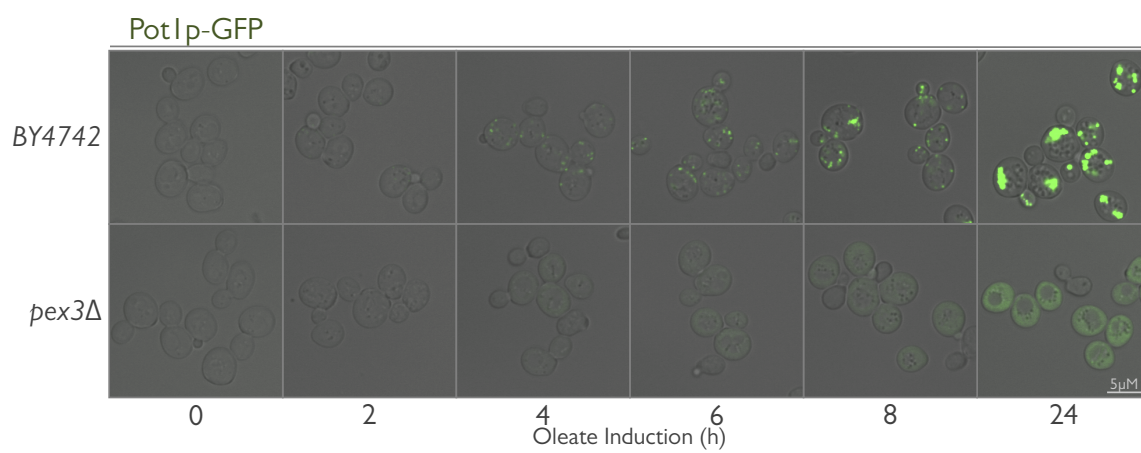 Pot1p-GFP
BY4742
pex3Δ
5µM
0 2 4 6 8 24
Oleate Induction (h)